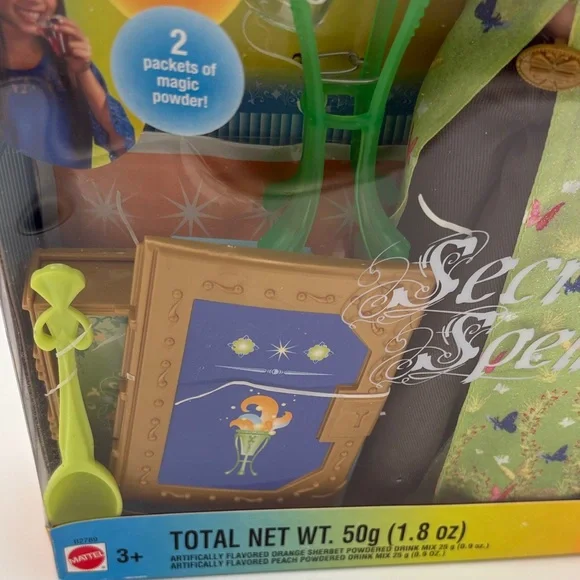 2
packets of
magic
powder!
Secr
Spel
MATTEL
3+
TOTAL NET WT. 50g (1.8 oz)
ARTIFICIALLY FLAVORED ORANGE SHERBET POWDERED DRINK MIX 25 g (0.9 oz.)
ARTIFICIALLY FLAVORED PEACH POWDERED DRINK MIX 25 g (0.9 OZ.)